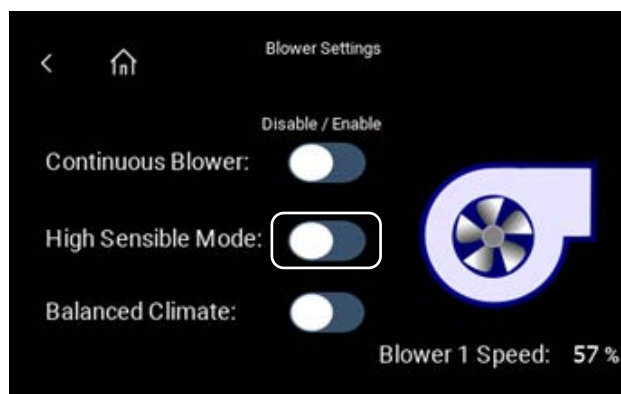 Blower Settings
Disable / Enable
Continuous Blower:
High Sensible Mode:
Balanced Climate:
Blower 1 Speed: 57 %